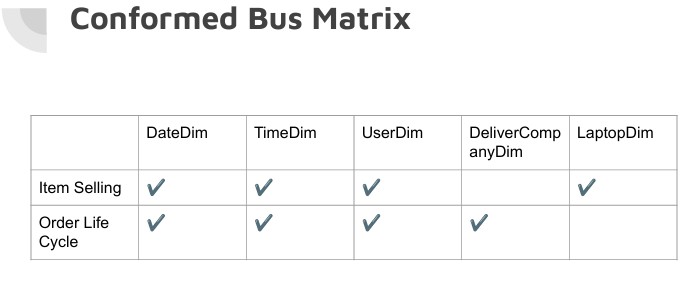 Conformed Bus Matrix
DateDim TimeDim UserDim DeliverComp
anyDim LaptopDim
Item Selling ✔ ✔ ✔ ✔
Order Life
Cycle ✔ ✔ ✔ ✔